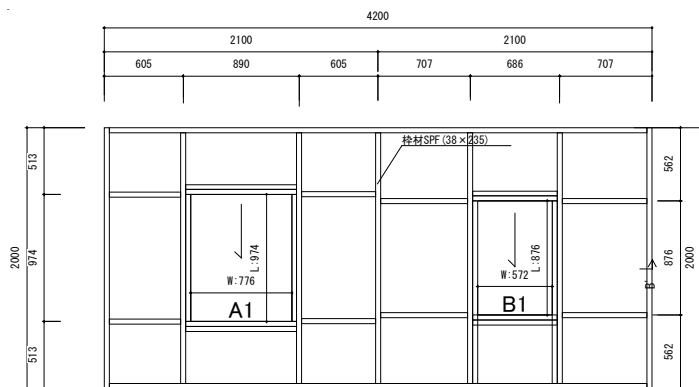 4200
2100 2100
605 890 605 707 686 707
枠材SPF(38×235)
513
562
2000
974
L:974
W:776
A1
L:876
W:572
B1
876
2000
B'
513
562